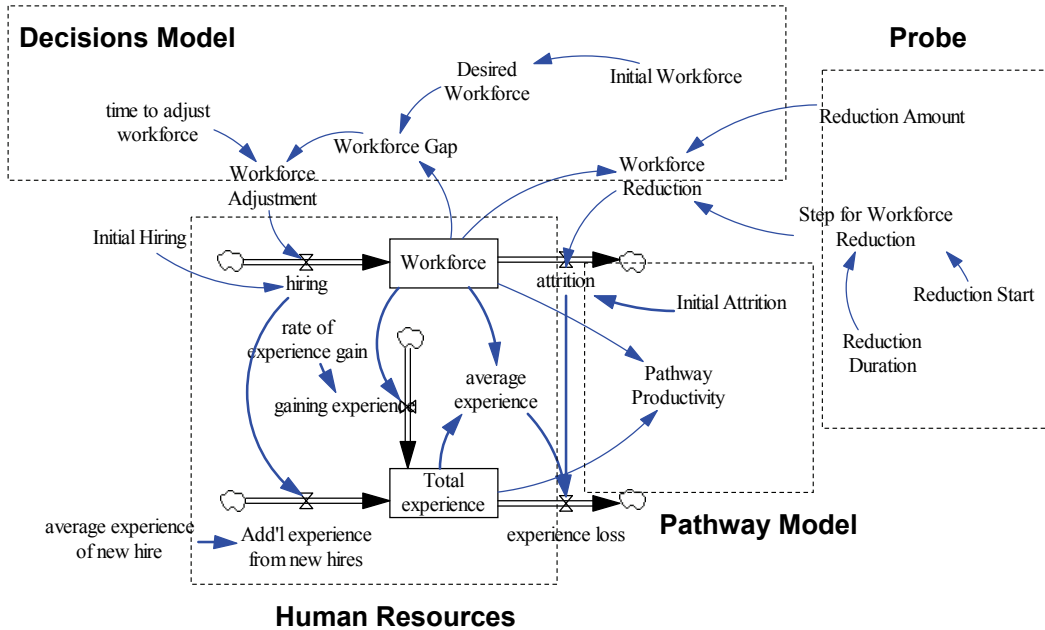 Decisions Model
Probe
Desired
Workforce
Initial Workforce
time to adjust
workforce
Reduction Amount
Workforce Gap
Workforce
Adjustment
Workforce
Reduction
Step for Workforce
Reduction
Initial Hiring
Workforce
hiring
attrition
Initial Attrition
Reduction Start
rate of
experience gain
Reduction
Duration
gaining experience
average
experience
Pathway
Productivity
Total
experience
average experience
of new hire
Add'l experience
from new hires
experience loss
Pathway Model
Human Resources